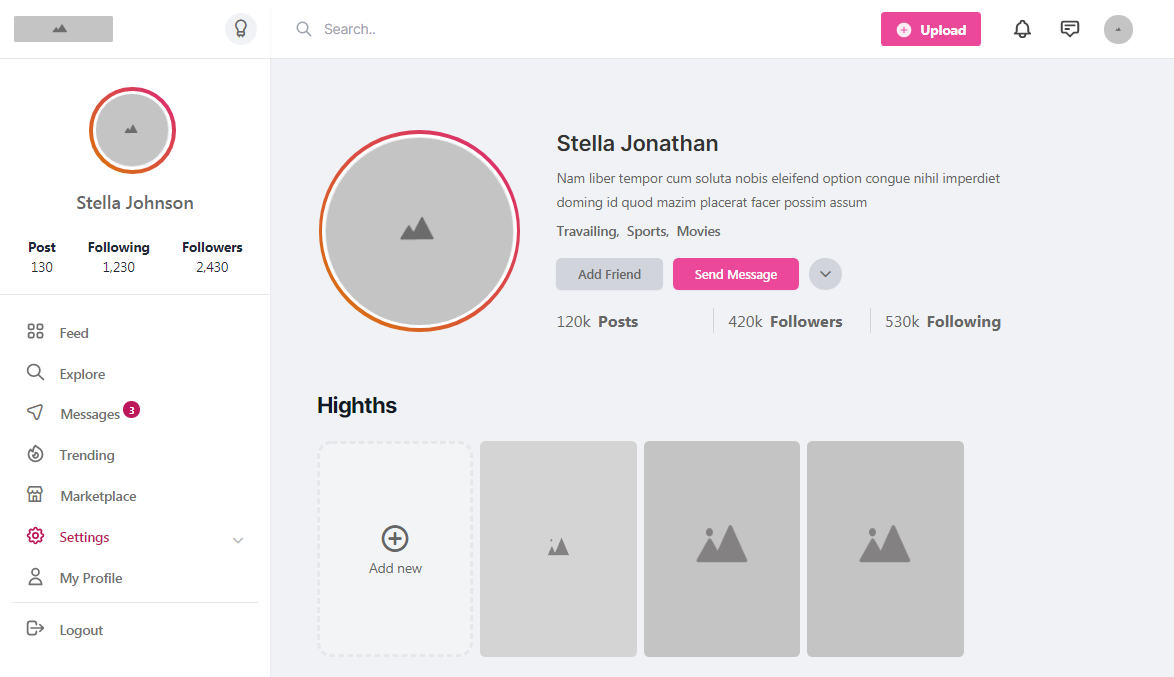 Search..
Upload
Stella Johnson
Post Following Followers
130 1,230 2,430
Feed
Explore
Messages 3
Trending
Marketplace
Settings
My Profile
Logout
Stella Jonathan
Nam liber tempor cum soluta nobis eleifend option congue nihil imperdiet
doming id quod mazim placerat facer possim assum
Travailing, Sports, Movies
Add Friend Send Message
120k Posts 420k Followers 530k Following
Highths
Add new